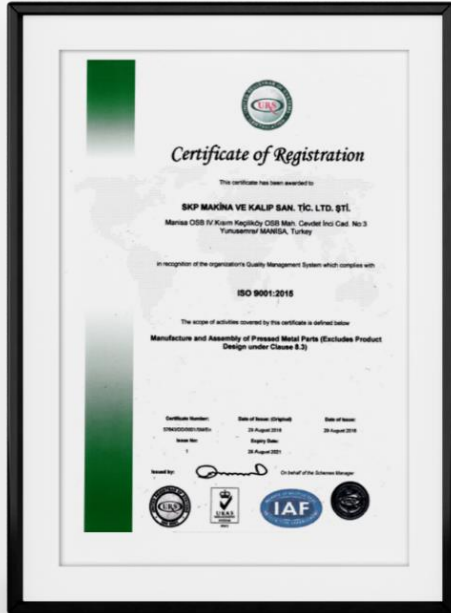 URS
Certificate of Registration
This certificate has been awarded to
SKP MAKİNA VE KALIP SAN. TİC. LTD. ŞTİ.
Manisa OSB IV Kısım Keçiliköy OSB Mah. Cevdet İnci Cad. No:3
Yunusemre/ MANİSA, Turkey
in recognition of the organization's Quality Management System which complies with
ISO 9001:2015
The scope of activities covered by this certificate is defined below
Manufacture and Assembly of Pressed Metal Parts (Excludes Product
Design under Clause 8.3)
Certificate Number: Date of Issue: (Original) Date of Issue:
29 August 2018 29 August 2018
Issue No: Expiry Date:
1 28 August 2021
Issued by: On behalf of the Schemes Manager
URS
UKAS
IAF